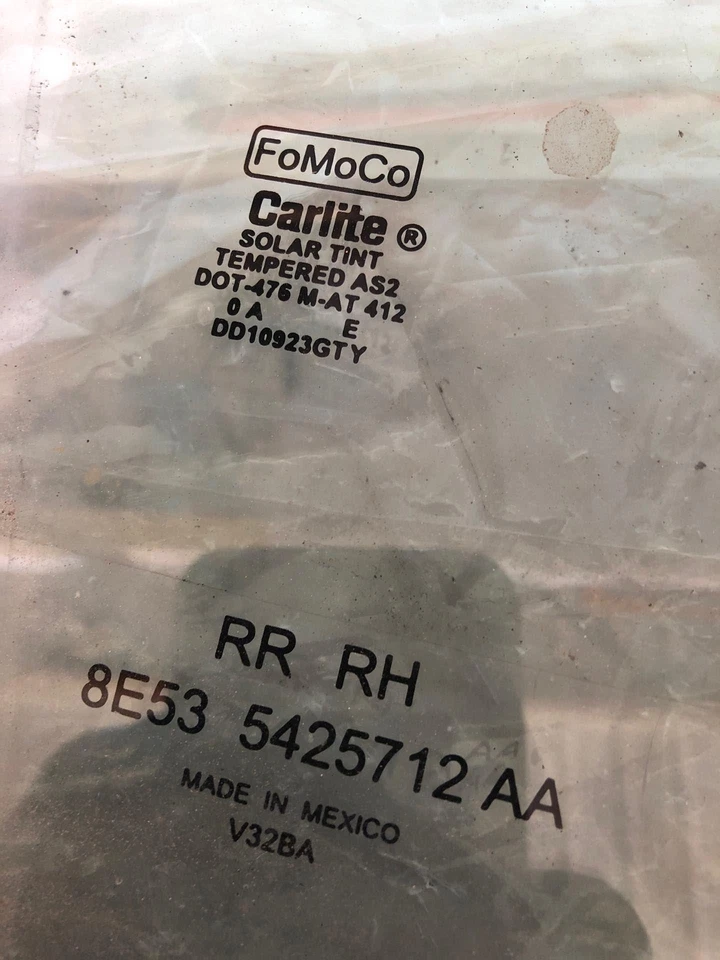 FoMoCo
Carlite ®
SOLAR TINT
TEMPERED AS2
DOT-476 M-AT 412
0 A E
DD10923GTY
RR RH
8E53 5425712 AA
MADE IN MEXICO
V32BA